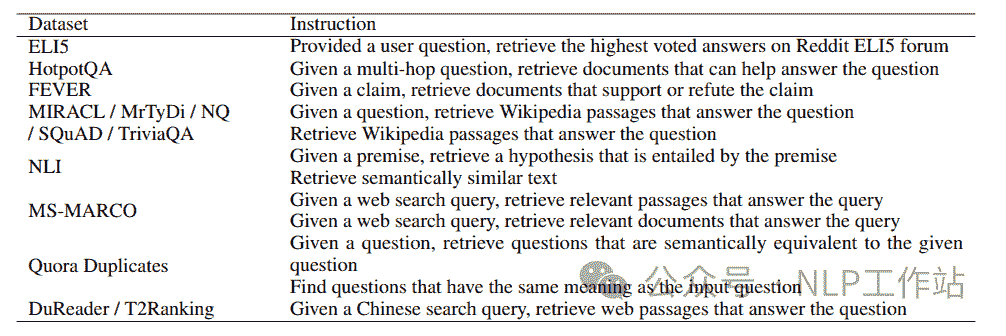 Dataset Instruction
ELI5 Provided a user question, retrieve the highest voted answers on Reddit ELI5 forum
HotpotQA Given a multi-hop question, retrieve documents that can help answer the question
FEVER Given a claim, retrieve documents that support or refute the claim
MIRACL / MrTyDi / NQ Given a question, retrieve Wikipedia passages that answer the question
/ SQuAD / TriviaQA Retrieve Wikipedia passages that answer the question
NLI
Given a premise, retrieve a hypothesis that is entailed by the premise
Retrieve semantically similar text
MS-MARCO
Given a web search query, retrieve relevant passages that answer the query
Given a web search query, retrieve relevant documents that answer the query
Quora Duplicates
Given a question, retrieve questions that are semantically equivalent to the given
question
Find questions that have the same meaning as the input question
DuReader / T2Ranking Given a Chinese search query, retrieve web passages that answer the question
公众号 · NLP工作站